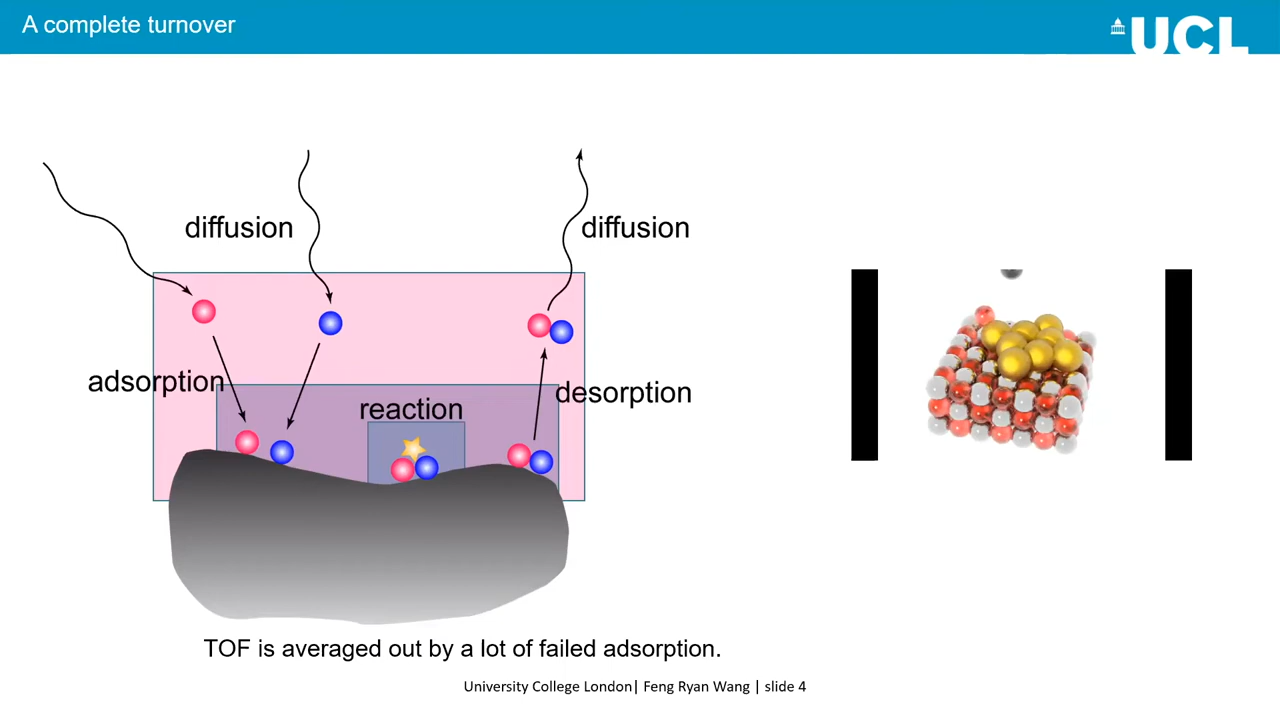 A complete turnover
UCL
diffusion
diffusion
adsorption
reaction
desorption
TOF is averaged out by a lot of failed adsorption.
University College London| Feng Ryan Wang | slide 4